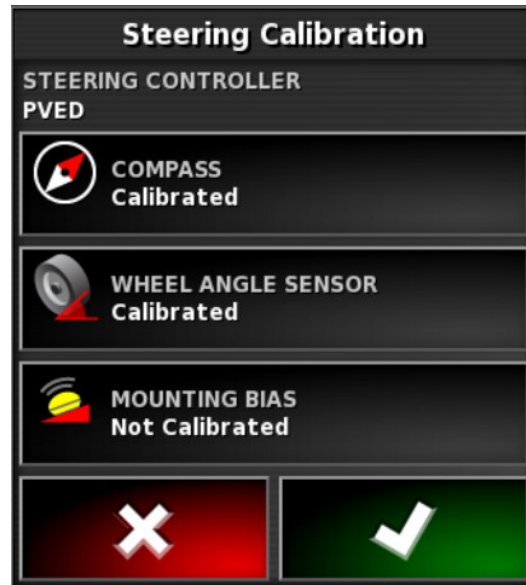 Steering Calibration
STEERING CONTROLLER
PVED
COMPASS
Calibrated
WHEEL ANGLE SENSOR
Calibrated
MOUNTING BIAS
Not Calibrated